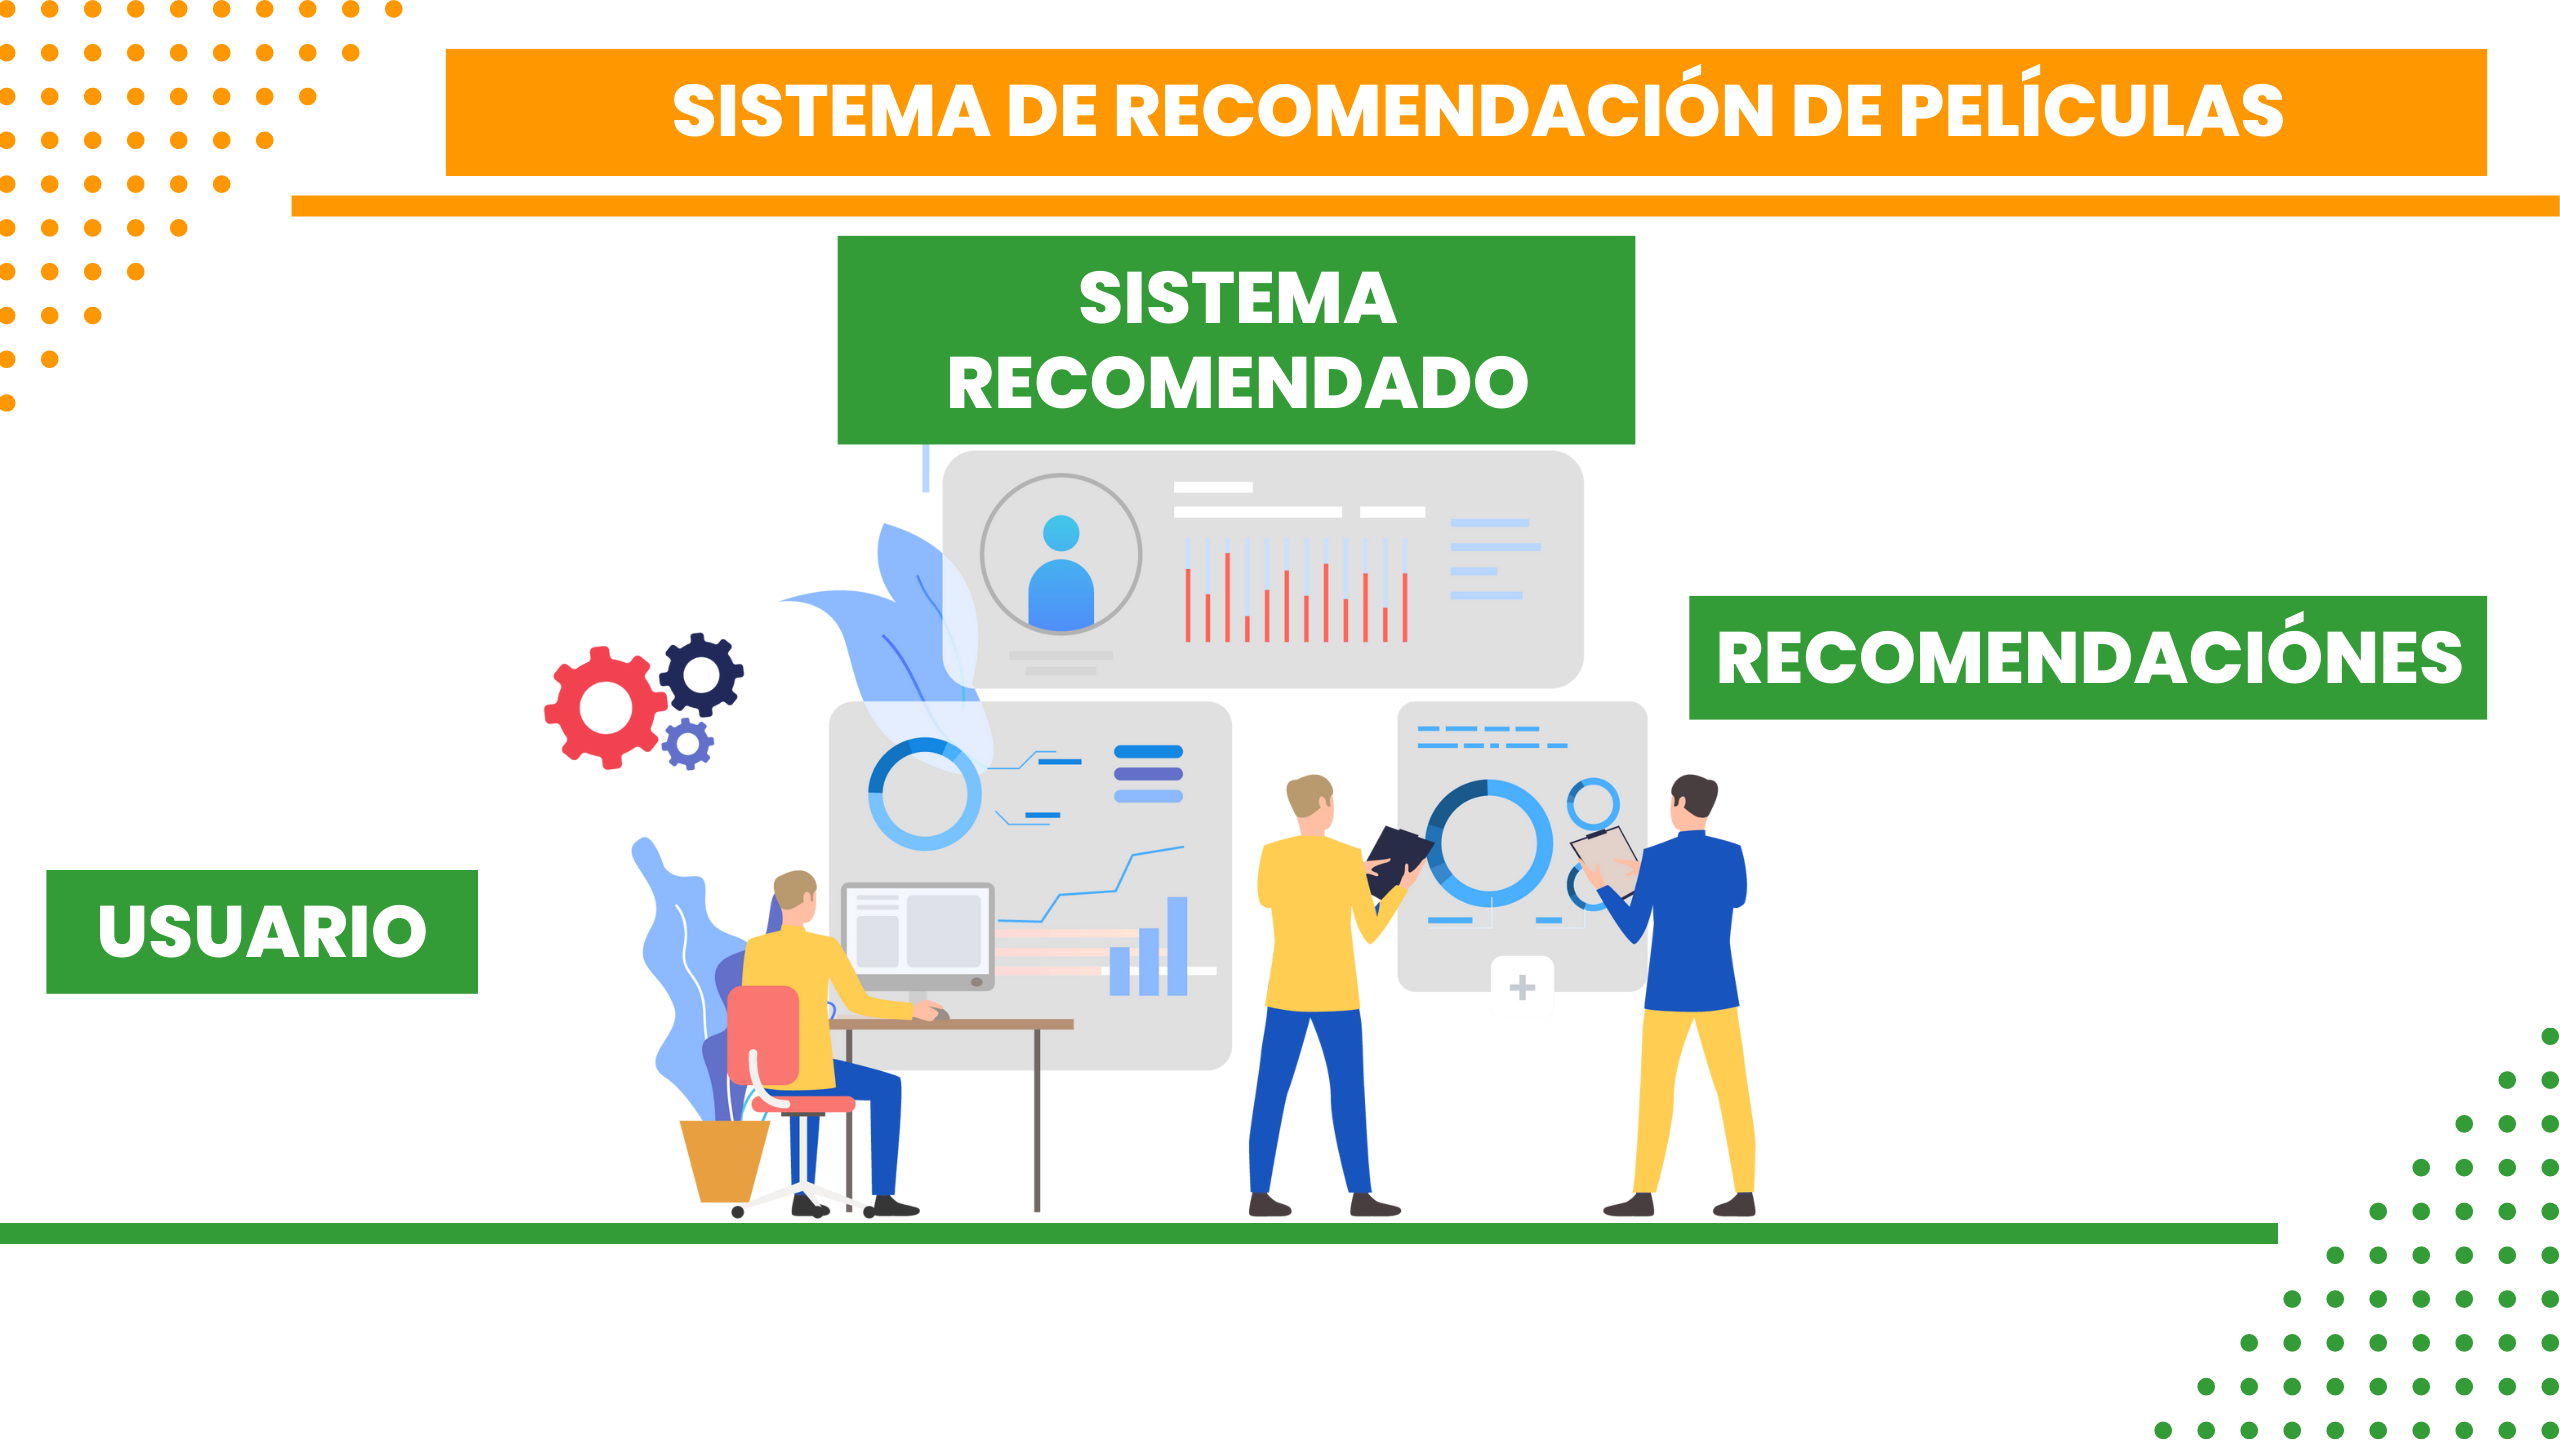 SISTEMA DE RECOMENDACIÓN DE PELÍCULAS
SISTEMA
RECOMENDADO
RECOMENDACIÓNES
USUARIO